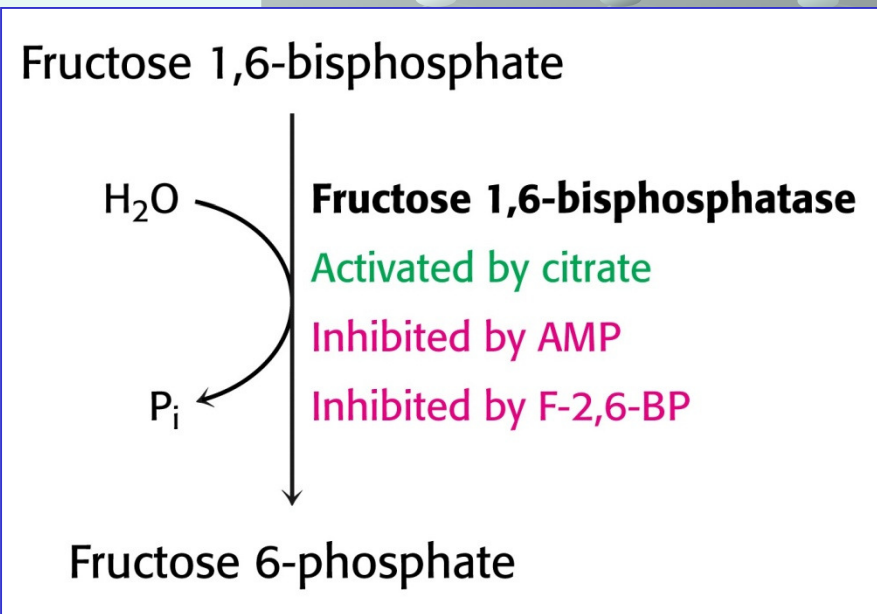 Fructose 1,6-bisphosphate
H₂O
Fructose 1,6-bisphosphatase
Activated by citrate
Inhibited by AMP
Pᵢ
Inhibited by F-2,6-BP
Fructose 6-phosphate